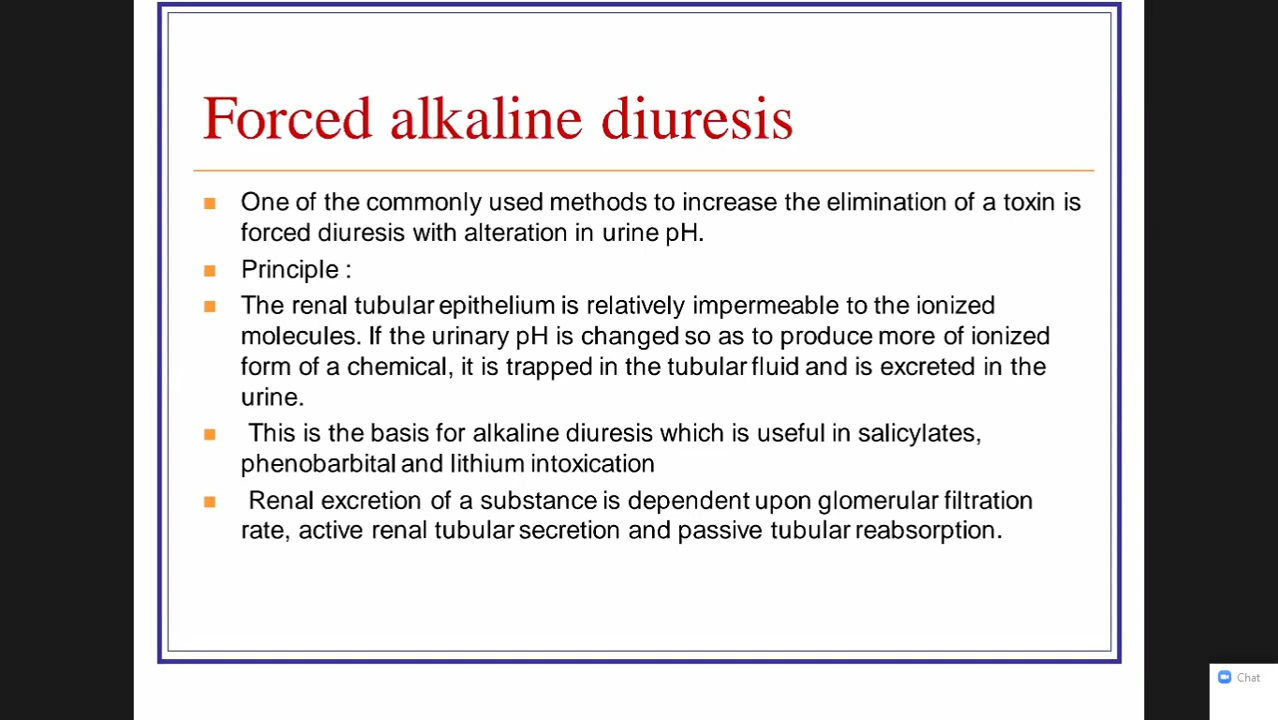 Forced alkaline diuresis
One of the commonly used methods to increase the elimination of a toxin is
forced diuresis with alteration in urine pH.
Principle :
The renal tubular epithelium is relatively impermeable to the ionized
molecules. If the urinary pH is changed so as to produce more of ionized
form of a chemical, it is trapped in the tubular fluid and is excreted in the
urine.
This is the basis for alkaline diuresis which is useful in salicylates,
phenobarbital and lithium intoxication
Renal excretion of a substance is dependent upon glomerular filtration
rate, active renal tubular secretion and passive tubular reabsorption.
Chat